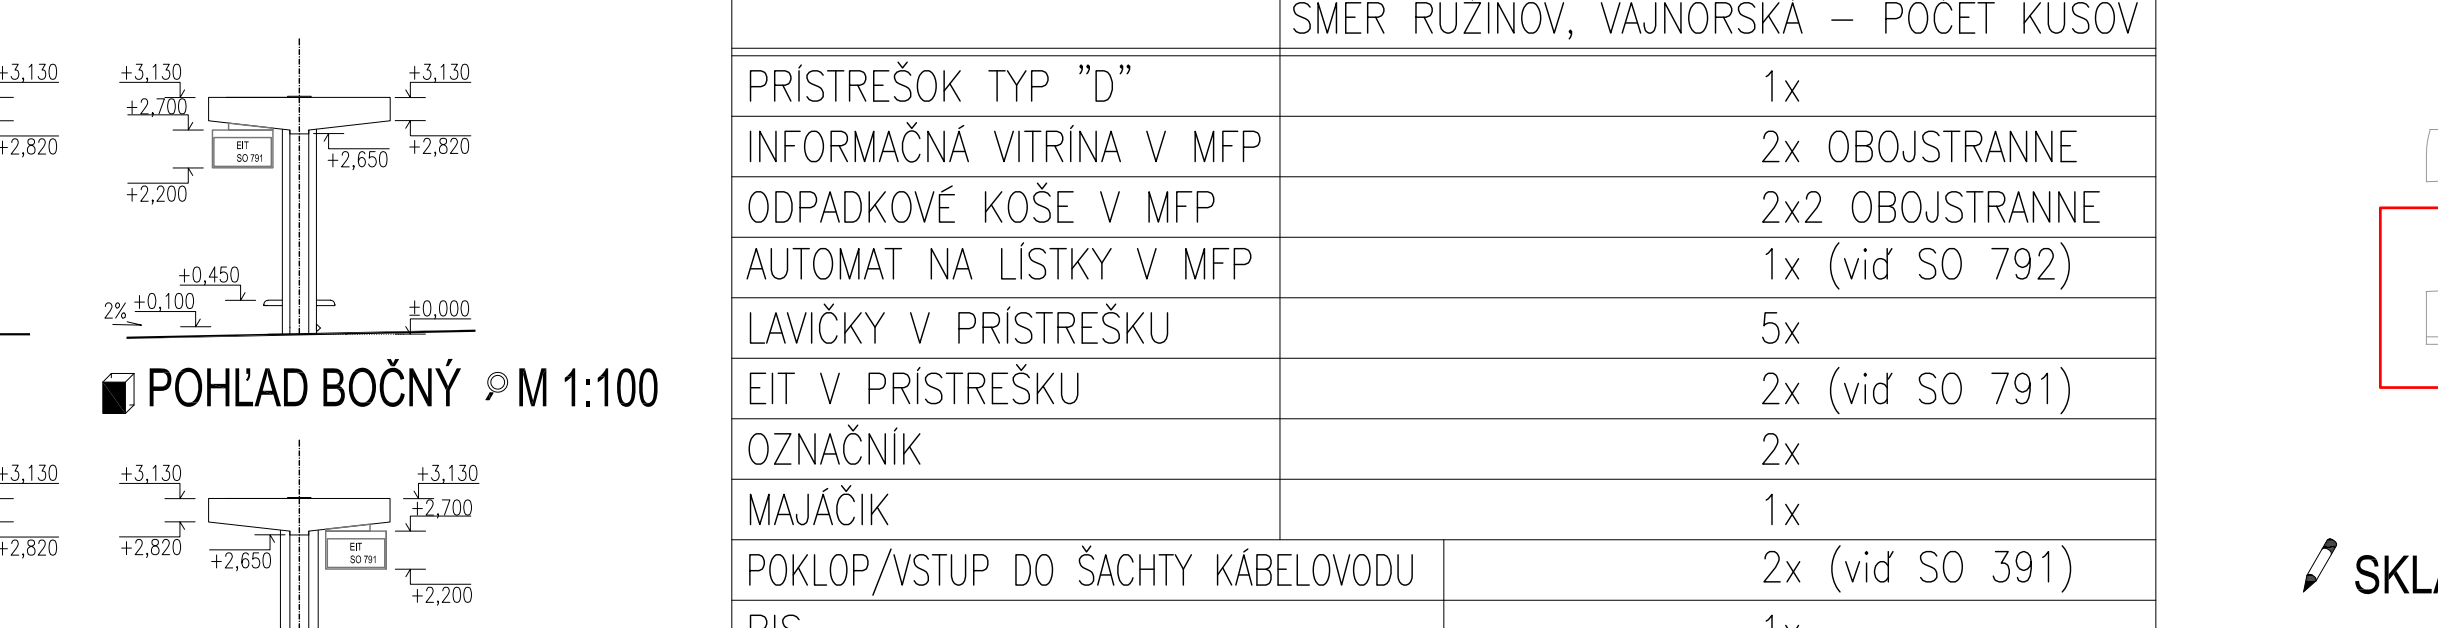 SMER RUŽINOV, VAJNORSKÁ – POČET KUSOV
PRÍSTREŠOK TYP "D" 1x
INFORMAČNÁ VITRÍNA V MFP 2x OBOJSTRANNE
ODPADKOVÉ KOŠE V MFP 2x2 OBOJSTRANNE
AUTOMAT NA LÍSTKY V MFP 1x (viď SO 792)
LAVIČKY V PRÍSTREŠKU 5x
EIT V PRÍSTREŠKU 2x (viď SO 791)
OZNAČNÍK 2x
MAJÁČIK 1x
POKLOP/VSTUP DO ŠACHTY KÁBELOVODU 2x (viď SO 391)
+3,130 +3,130 +3,130
+2,700
+2,820 +2,650 +2,820
EIT
SO 791
+2,200
+0,450
2% +0,100 ±0,000
POHĽAD BOČNÝ M 1:100
+3,130 +3,130 +3,130
+2,700
+2,820 +2,820 +2,650
EIT
SO 791
+2,200